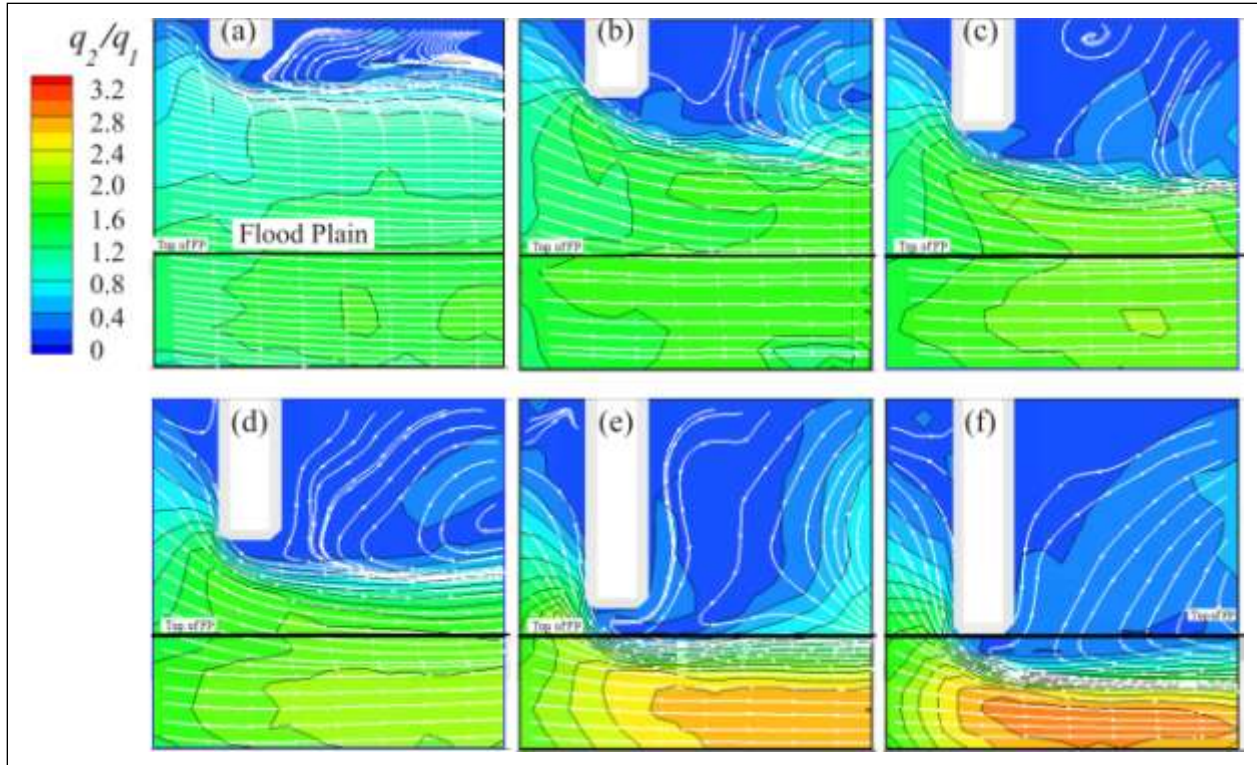 q2/q1
3.2
2.8
2.4
2.0
1.6
1.2
0.8
0.4
0
(a)
Flood Plain
Top of FP
(b)
Top of FP
(c)
Top of FP
(d)
Top of FP
(e)
Top of FP
(f)
Top of FP